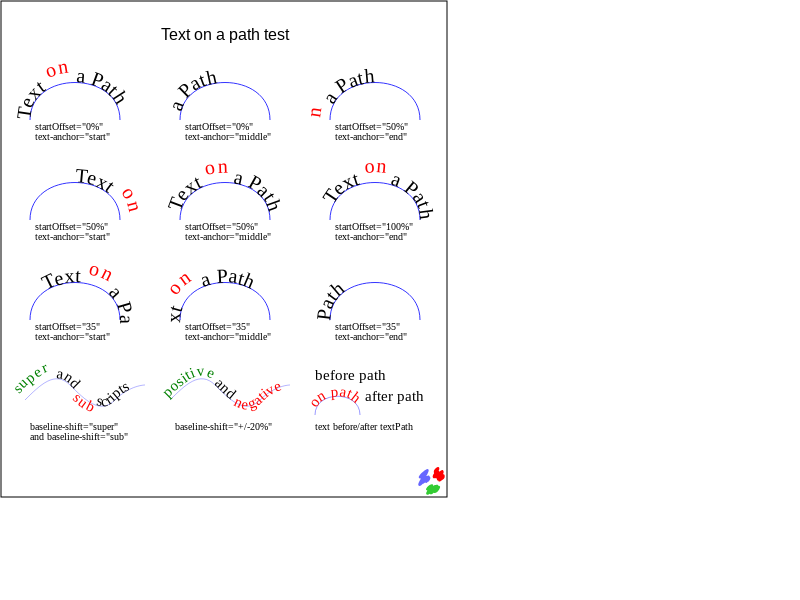 Text on a path test
Text on a Path
a Path
n a Path
startOffset="0%"
text-anchor="start"
startOffset="0%"
text-anchor="middle"
startOffset="50%"
text-anchor="end"
Text on
Text on a Path
Text on a Path
startOffset="50%"
text-anchor="start"
startOffset="50%"
text-anchor="middle"
startOffset="100%"
text-anchor="end"
Text on a Pa
xt on a Path
Path
startOffset="35"
text-anchor="start"
startOffset="35"
text-anchor="middle"
startOffset="35"
text-anchor="end"
super and sub scripts
positive and negative
before path
on path after path
baseline-shift="super"
and baseline-shift="sub"
baseline-shift="+/-20%"
text before/after textPath